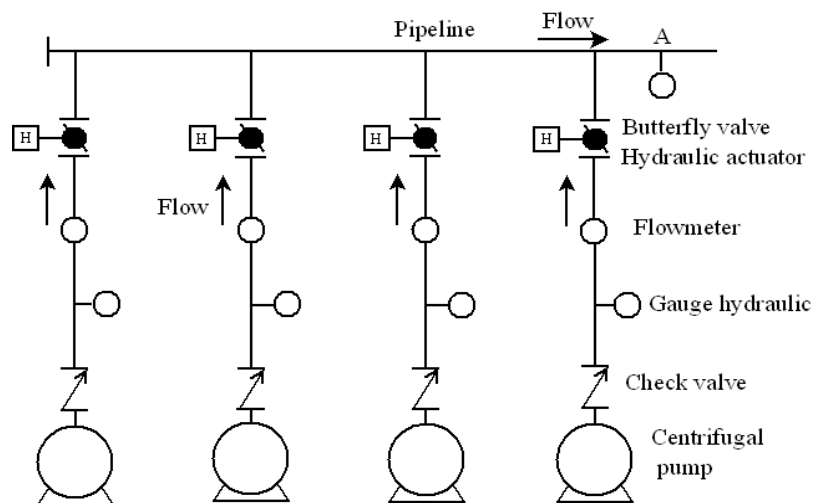 Pipeline
Flow
A
H
H
H
H
Butterfly valve
Hydraulic actuator
Flow
Flowmeter
Gauge hydraulic
Check valve
Centrifugal
pump